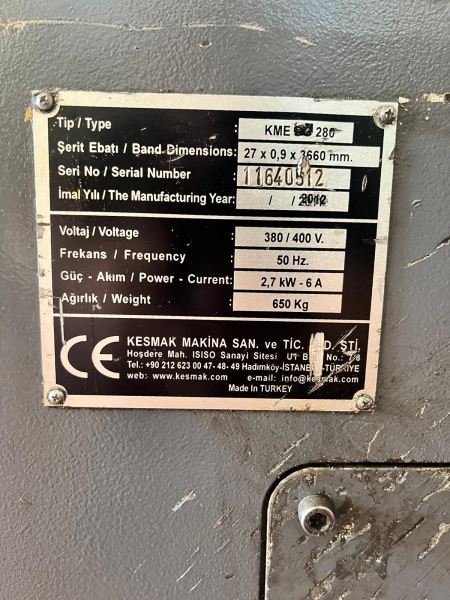 Tip / Type : KME 280
Şerit Ebatı / Band Dimensions: 27 x 0,9 x 3660 mm.
Seri No / Serial Number : 11640512
İmal Yılı / The Manufacturing Year: / / 2012
Voltaj / Voltage : 380 / 400 V.
Frekans / Frequency : 50 Hz.
Güç - Akım / Power - Current: 2,7 kW - 6 A
Ağırlık / Weight : 650 Kg
CE
KESMAK MAKİNA SAN. ve TİC. ŞTİ.
Hoşdere Mah. ISISO Sanayi Sitesi No.:
Tel.: +90 212 623 00 47- 48- 49 Hadımköy-İSTANBUL-TÜRKİYE
web: www.kesmak.com e-mail: info@kesmak.com
Made In TURKEY